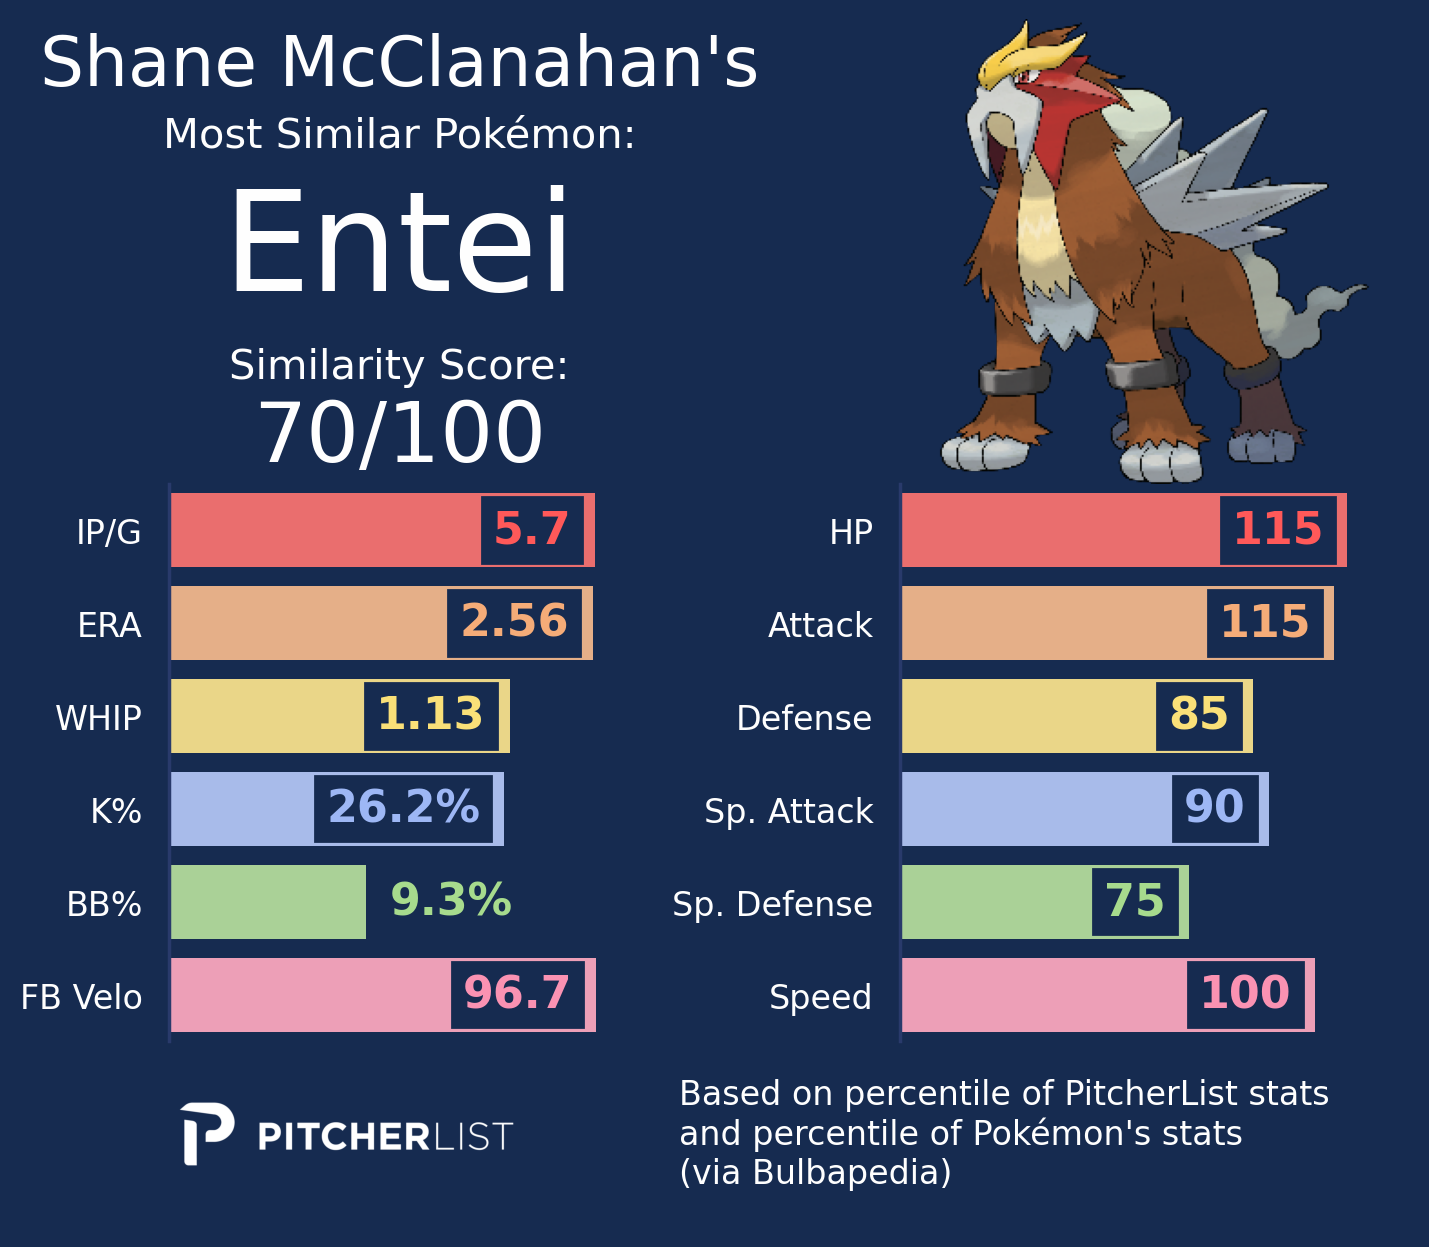 Shane McClanahan's
Most Similar Pokémon:
Entei
Similarity Score:
70/100
IP/G 5.7
ERA 2.56
WHIP 1.13
K% 26.2%
BB% 9.3%
FB Velo 96.7
HP 115
Attack 115
Defense 85
Sp. Attack 90
Sp. Defense 75
Speed 100
PITCHERLIST
Based on percentile of PitcherList stats
and percentile of Pokémon's stats
(via Bulbapedia)